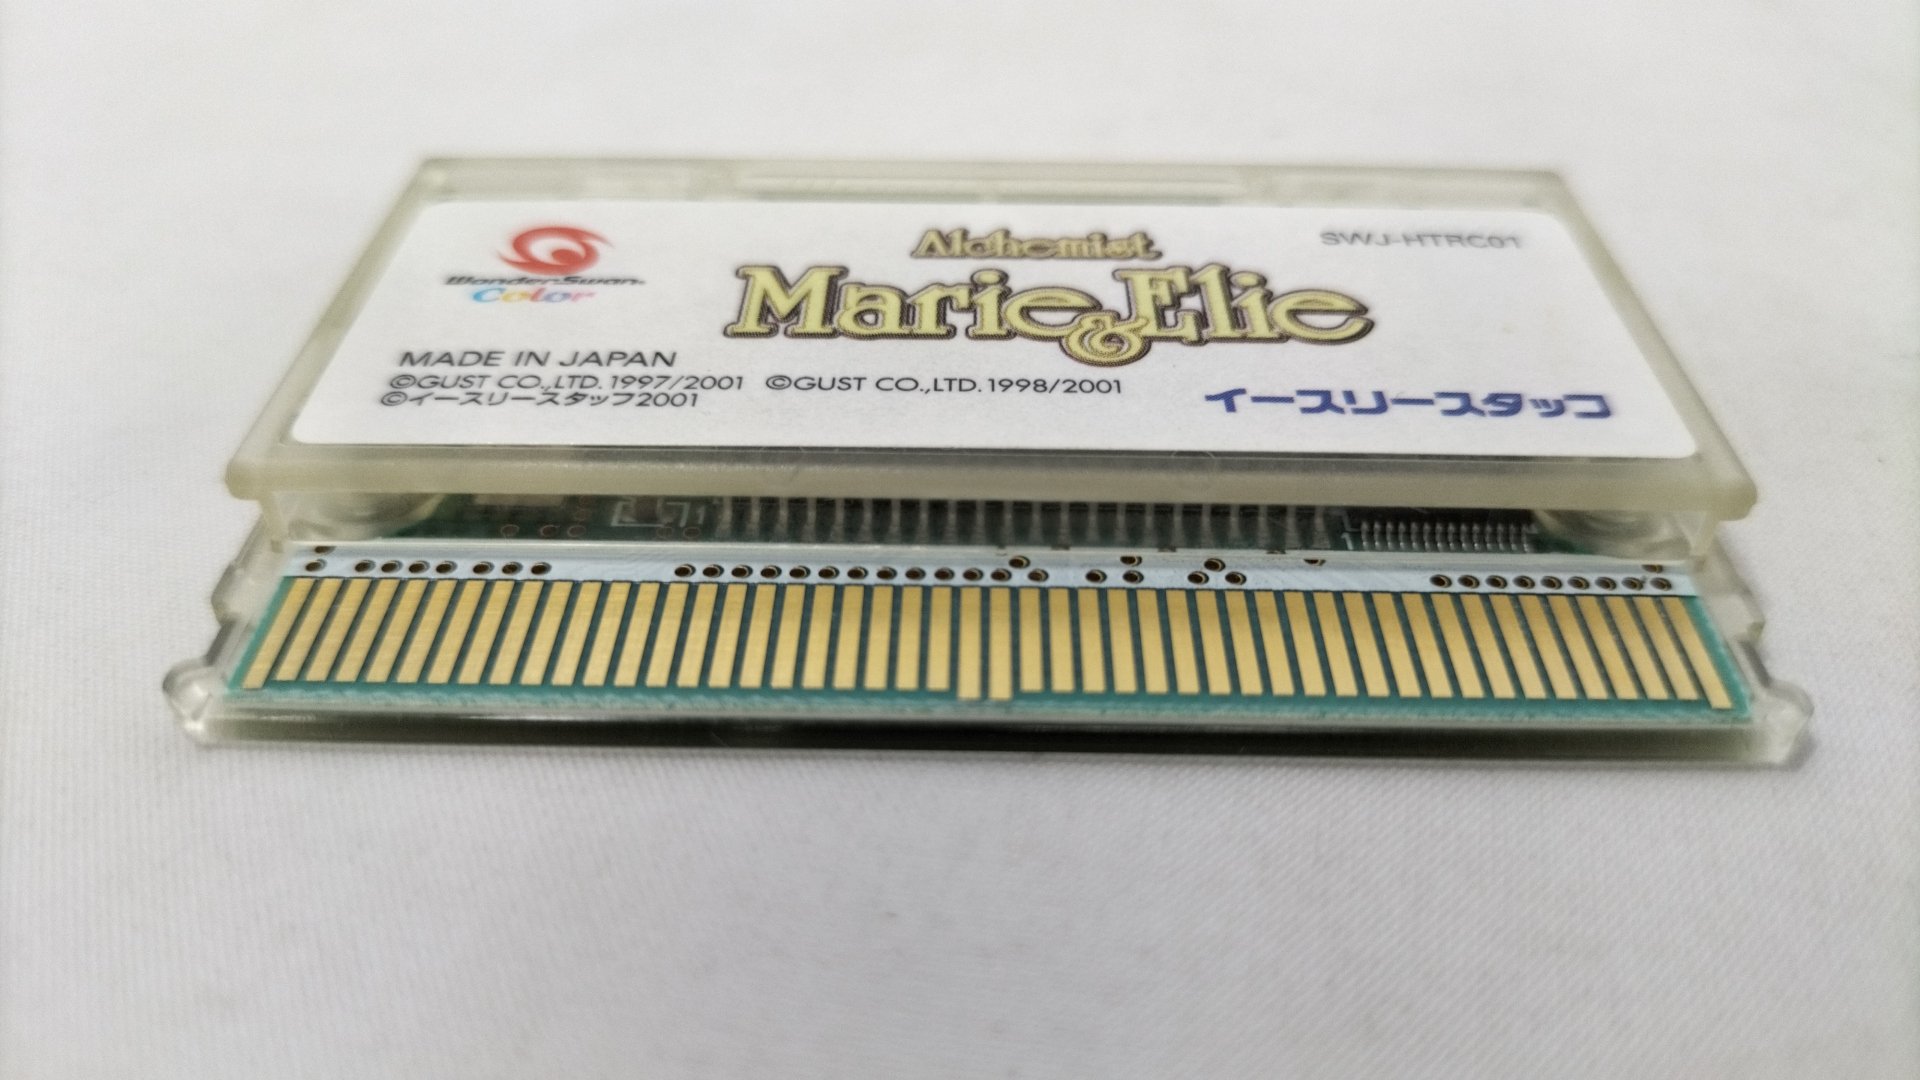 WonderSwan
Color
Alchemist
Marie & Elie
SWJ-HTRC01
MADE IN JAPAN
©GUST CO.,LTD. 1997/2001 ©GUST CO.,LTD. 1998/2001
©イースリースタッフ2001
イースリースタッフ